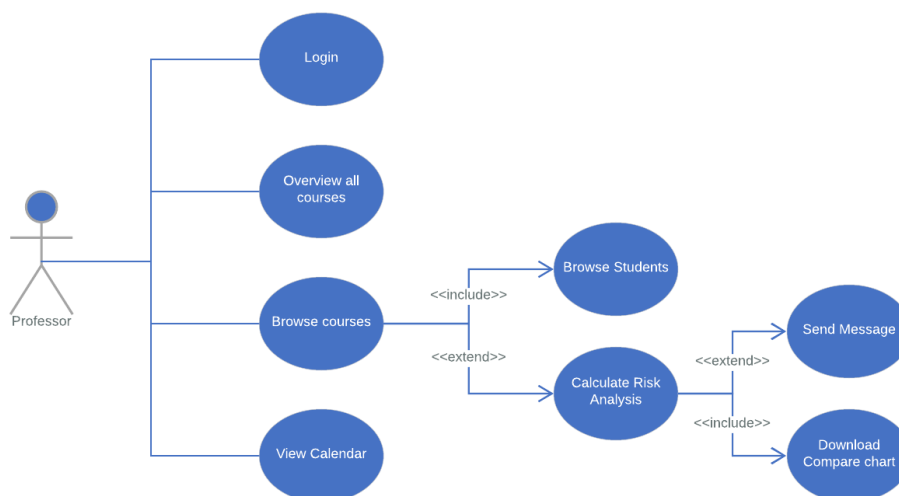 Login
Overview all
courses
Professor
Browse courses
View Calendar
<<include>>
<<extend>>
Browse Students
Calculate Risk
Analysis
<<extend>>
<<include>>
Send Message
Download
Compare chart